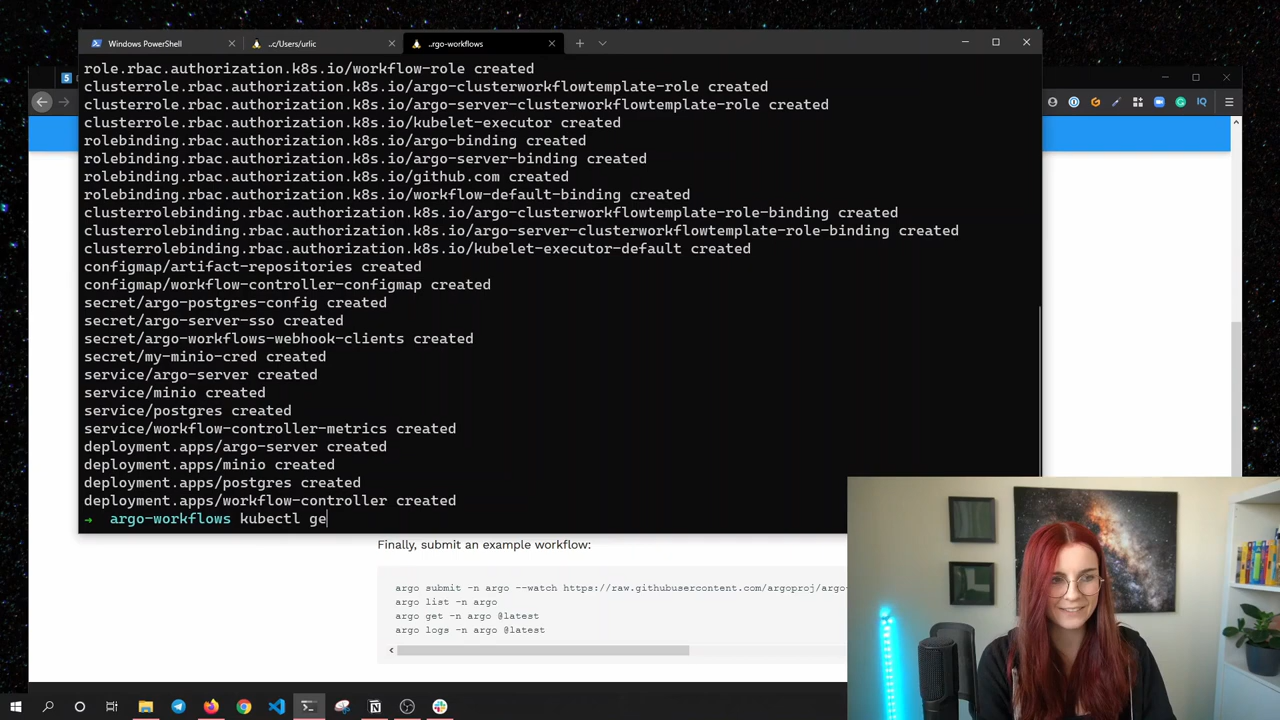 Windows PowerShell
..c/Users/urlic
..rgo-workflows
role.rbac.authorization.k8s.io/workflow-role created
clusterrole.rbac.authorization.k8s.io/argo-clusterworkflowtemplate-role created
clusterrole.rbac.authorization.k8s.io/argo-server-clusterworkflowtemplate-role created
clusterrole.rbac.authorization.k8s.io/kubelet-executor created
rolebinding.rbac.authorization.k8s.io/argo-binding created
rolebinding.rbac.authorization.k8s.io/argo-server-binding created
rolebinding.rbac.authorization.k8s.io/github.com created
rolebinding.rbac.authorization.k8s.io/workflow-default-binding created
clusterrolebinding.rbac.authorization.k8s.io/argo-clusterworkflowtemplate-role-binding created
clusterrolebinding.rbac.authorization.k8s.io/argo-server-clusterworkflowtemplate-role-binding created
clusterrolebinding.rbac.authorization.k8s.io/kubelet-executor-default created
configmap/artifact-repositories created
configmap/workflow-controller-configmap created
secret/argo-postgres-config created
secret/argo-server-sso created
secret/argo-workflows-webhook-clients created
secret/my-minio-cred created
service/argo-server created
service/minio created
service/postgres created
service/workflow-controller-metrics created
deployment.apps/argo-server created
deployment.apps/minio created
deployment.apps/postgres created
deployment.apps/workflow-controller created
→ argo-workflows kubectl ge
Finally, submit an example workflow:
argo submit -n argo --watch https://raw.githubusercontent.com/argoproj/argo
argo list -n argo
argo get -n argo @latest
argo logs -n argo @latest
IQ